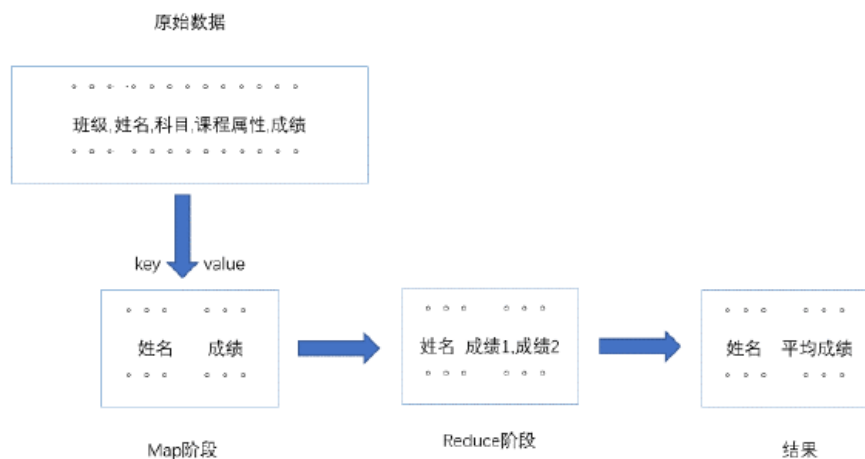 原始数据
班级,姓名,科目,课程属性,成绩
key value
姓名 成绩
姓名 成绩1,成绩2
姓名 平均成绩
Map阶段
Reduce阶段
结果